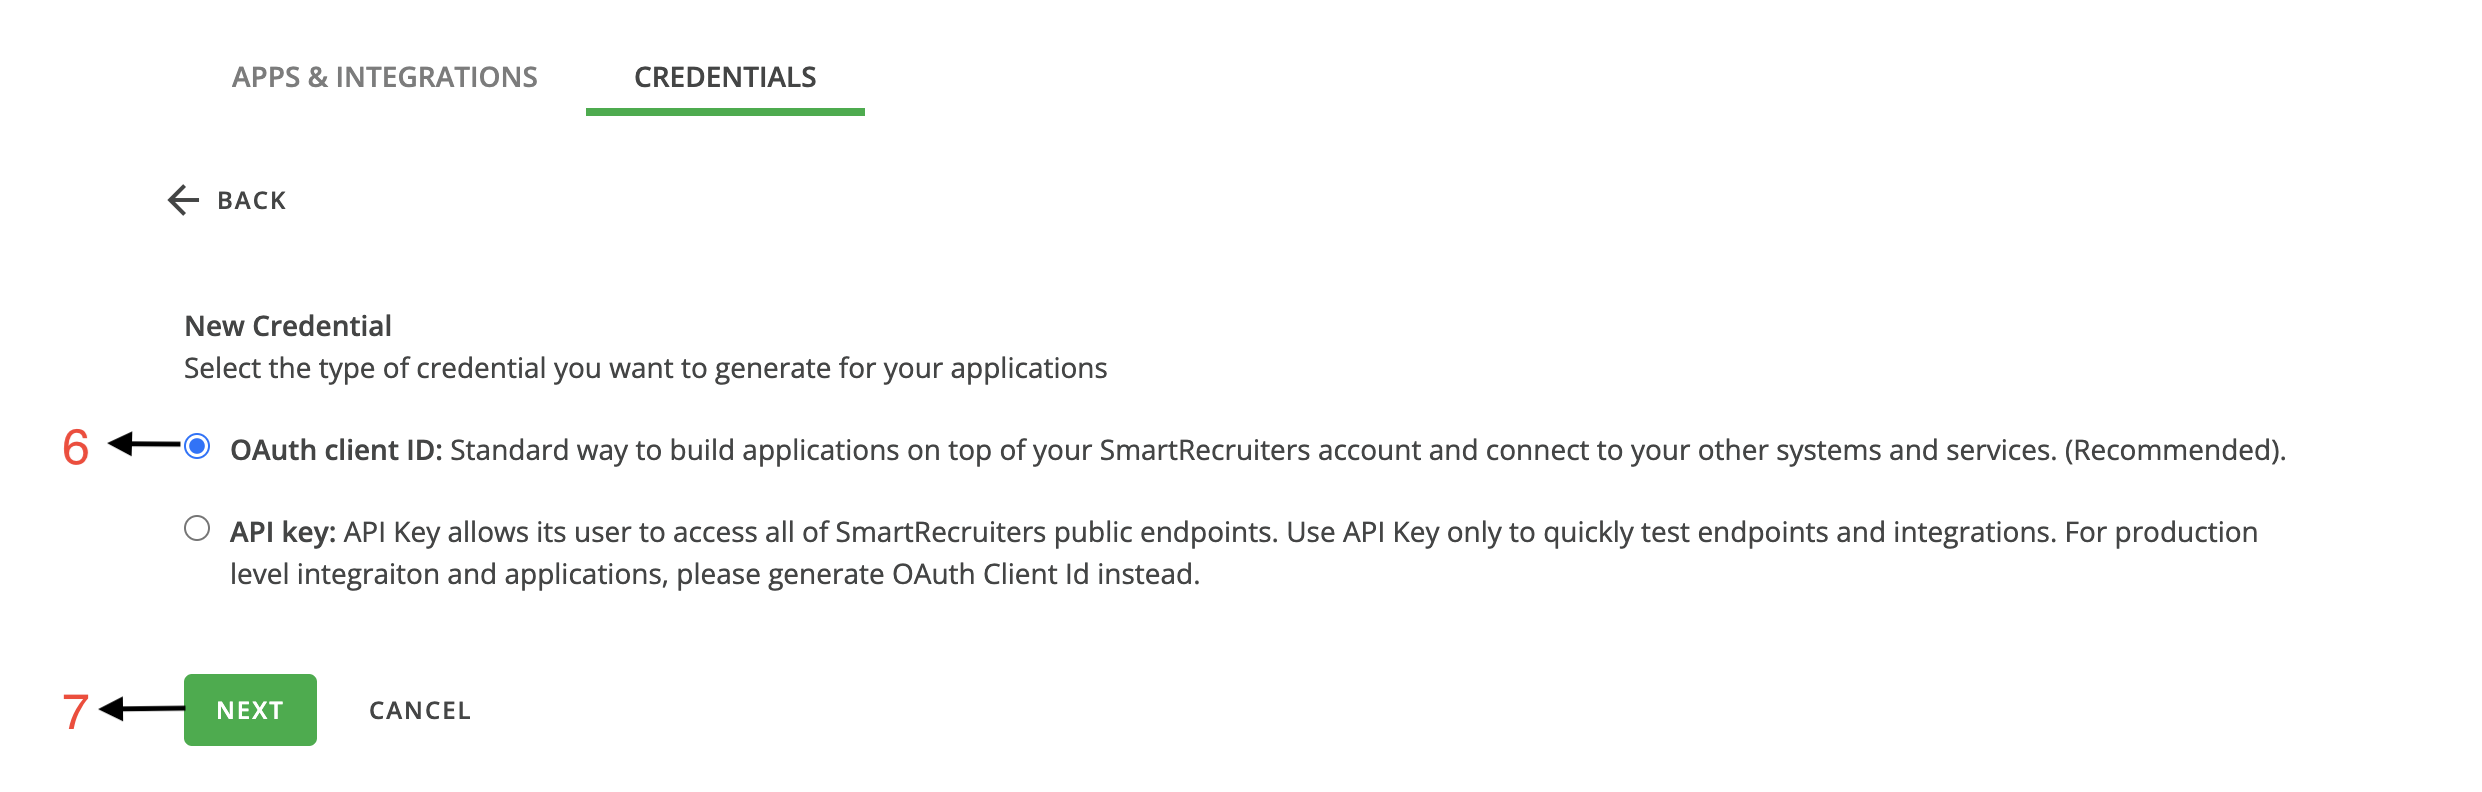 APPS & INTEGRATIONS CREDENTIALS
BACK
New Credential
Select the type of credential you want to generate for your applications
6 OAuth client ID: Standard way to build applications on top of your SmartRecruiters account and connect to your other systems and services. (Recommended).
API key: API Key allows its user to access all of SmartRecruiters public endpoints. Use API Key only to quickly test endpoints and integrations. For production
level integraiton and applications, please generate OAuth Client Id instead.
7 NEXT CANCEL